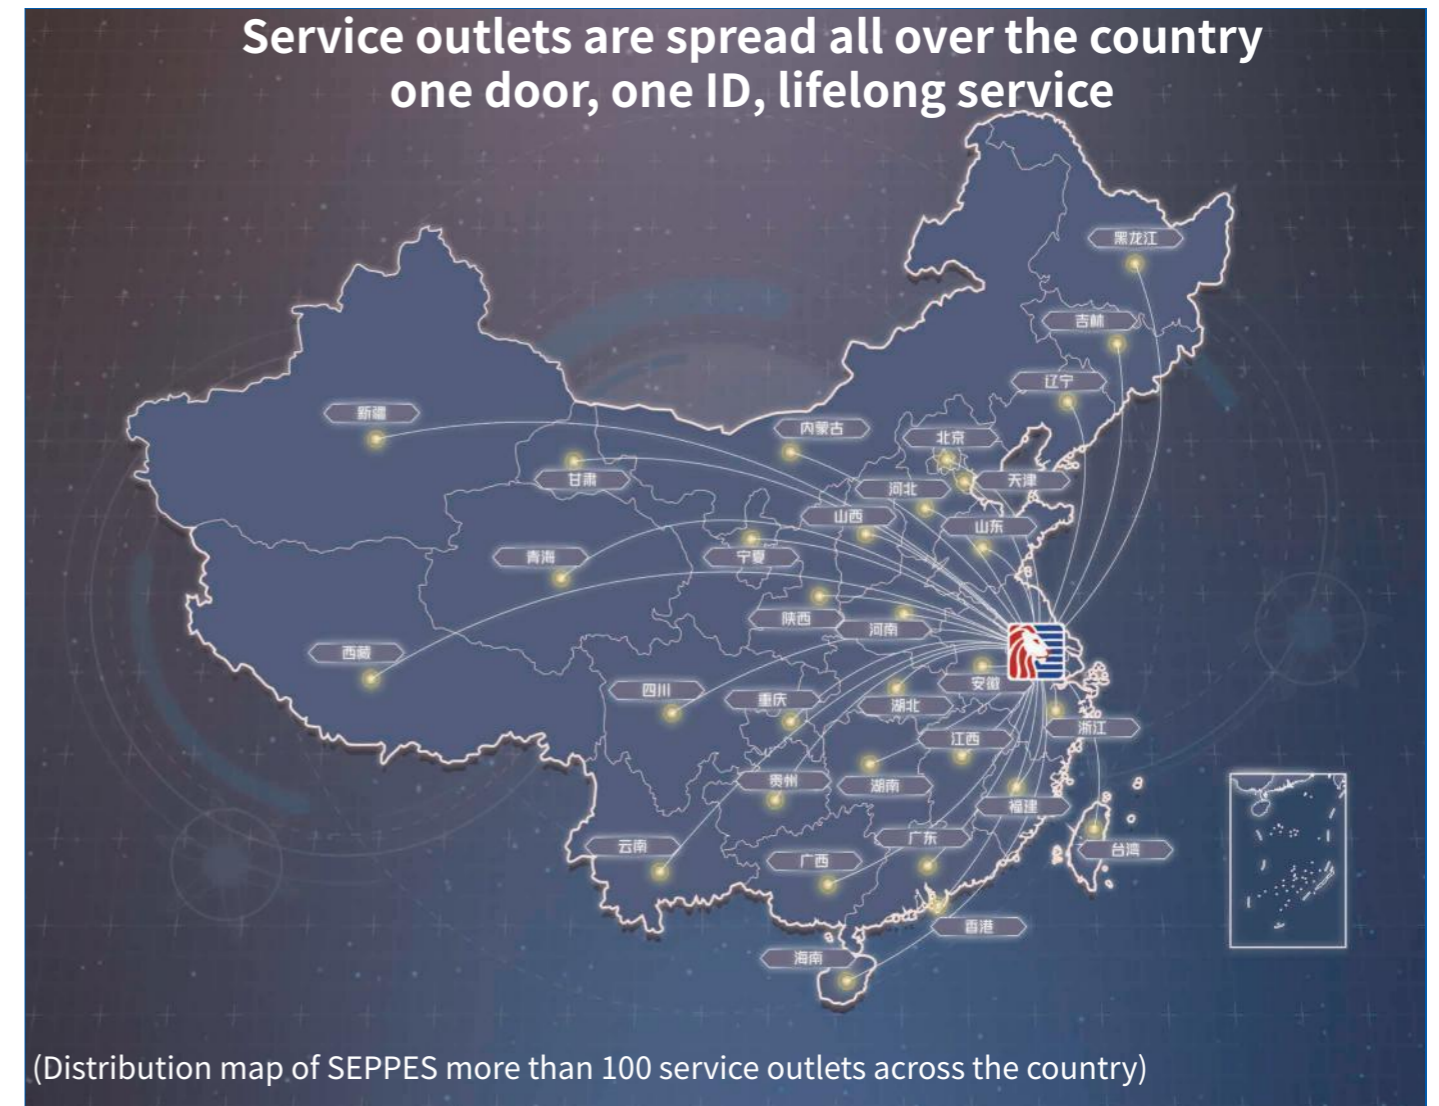 Service outlets are spread all over the country
one door, one ID, lifelong service
黑龙江
吉林
辽宁
新疆
内蒙古
北京
甘肃
河北
天津
山西
山东
青海
宁夏
陕西
河南
西藏
安徽
四川
重庆
湖北
浙江
江西
贵州
湖南
福建
云南
广东
广西
台湾
香港
海南
(Distribution map of SEPPES more than 100 service outlets across the country)